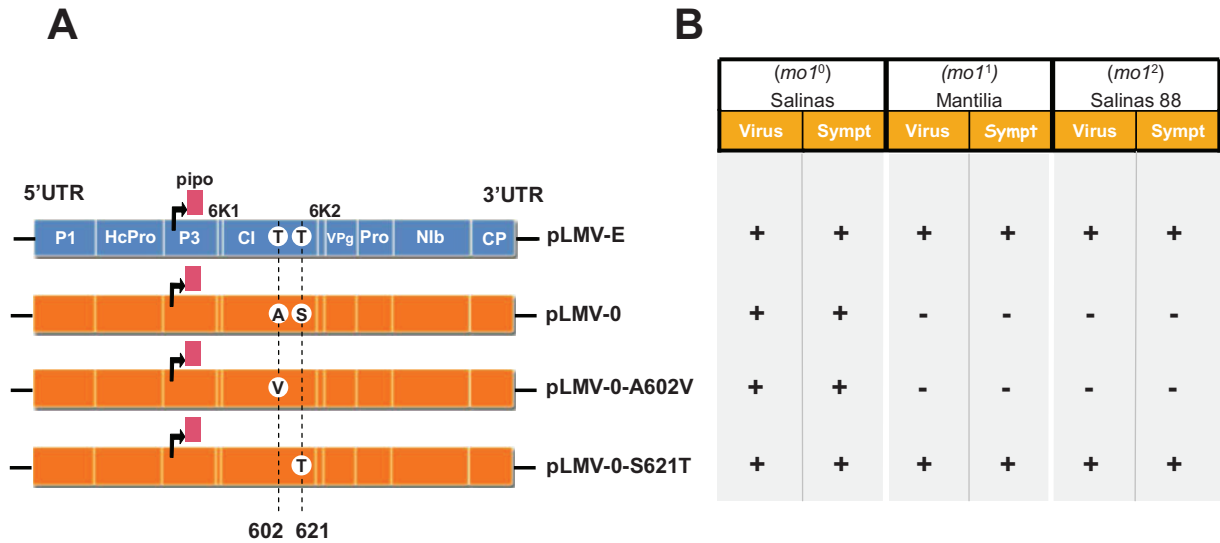 A
B
(mo1⁰) (mo1¹) (mo1²)
Salinas Mantilia Salinas 88
Virus Sympt Virus Sympt Virus Sympt
5'UTR pipo 6K1 6K2 3'UTR
P1 HcPro P3 CI T T VPg Pro NIb CP pLMV-E + + + + + +
A S pLMV-0 + + - - - -
V pLMV-0-A602V + + - - - -
T pLMV-0-S621T + + + + + +
602 621